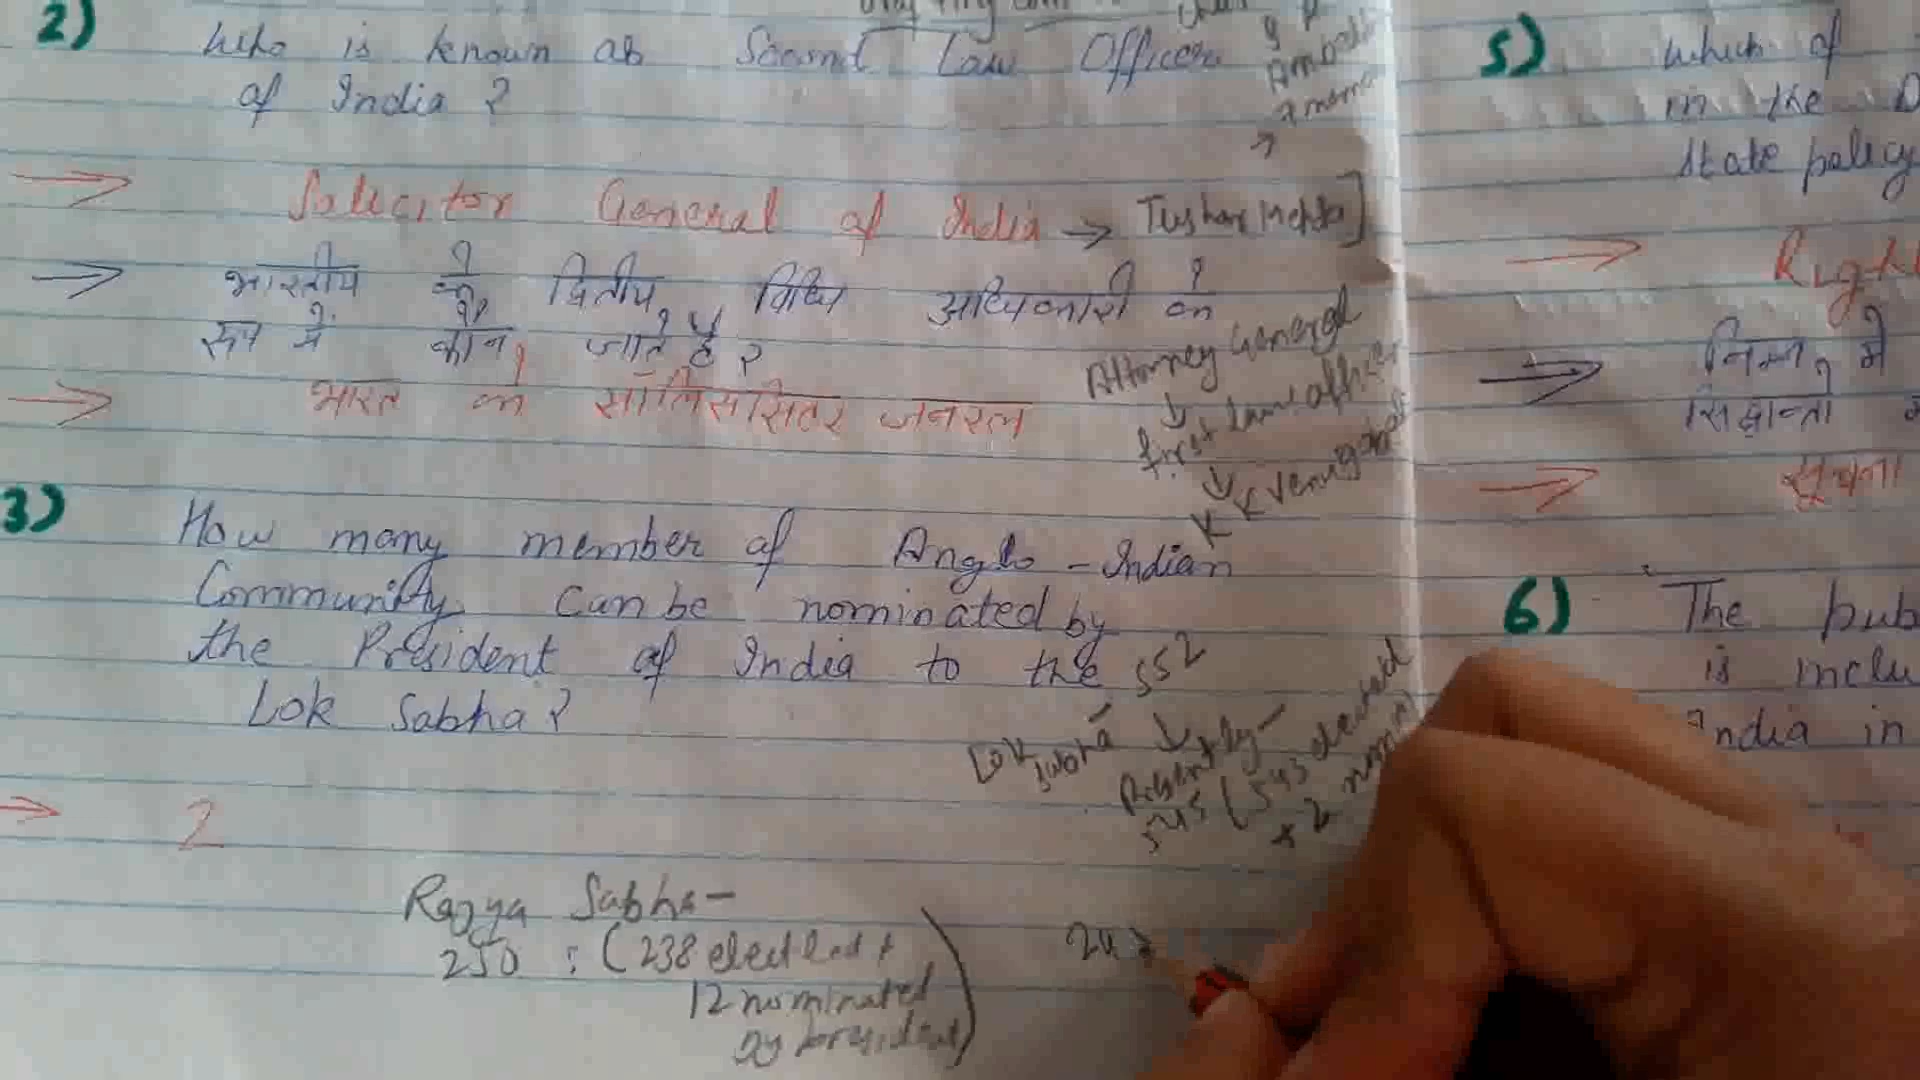 2)
Who is known as Second Law Officer
of India ?
Solicitor General of India → Tushar Mehta]
भारतीय के द्वितीय विधि अधिकारी के
रूप में कौन जाते है ?
भारत के सॉलिसिसिटर जनरल
Attorney General
↓
first law officer
↓
K K Venugopal
3)
How many member of Anglo-Indian
Community can be nominated by
the President of India to the
Lok Sabha?
2
Lok - 552
↓
545 (543 elected
+ 2
Rajya Sabha-
250 : (238
12 nominated
by president)
24
5)
which of
in the D
State policy
Right
निम्न में
सिद्धान्तो
सूचना
6)
The pub
is inclu
India in